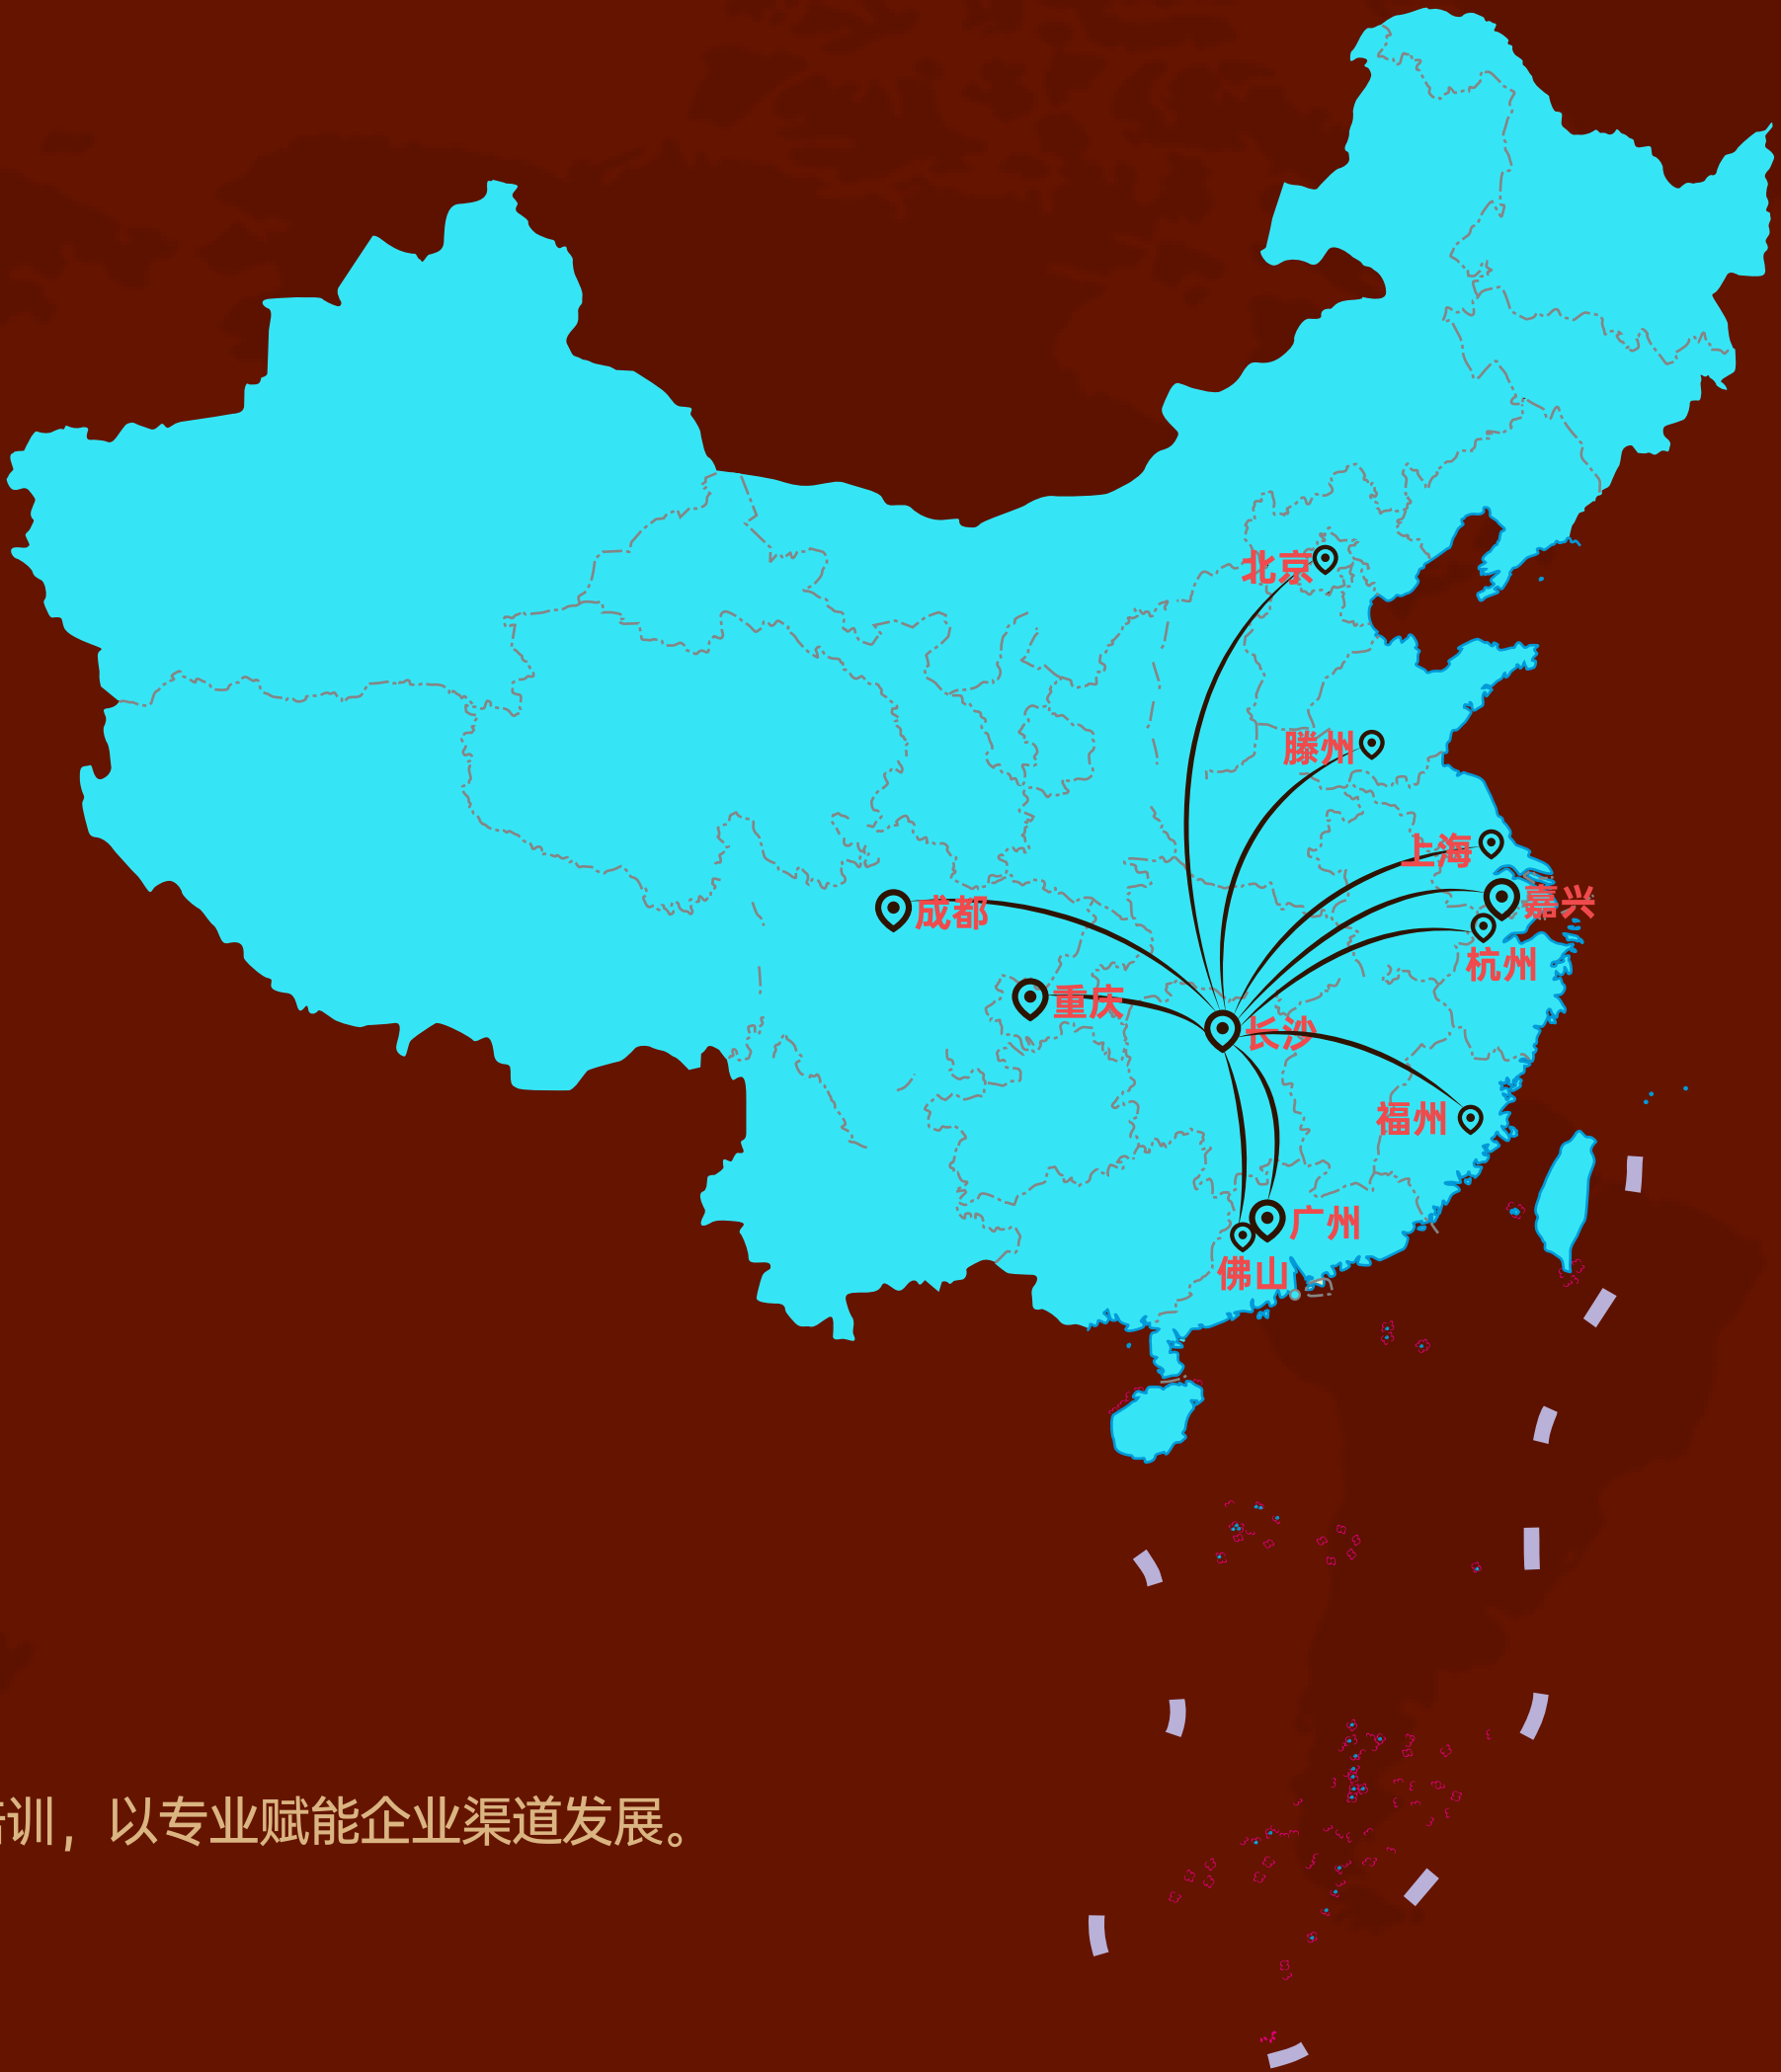 北京
滕州
上海
嘉兴
成都
杭州
重庆
长沙
福州
广州
佛山
训，以专业赋能企业渠道发展。